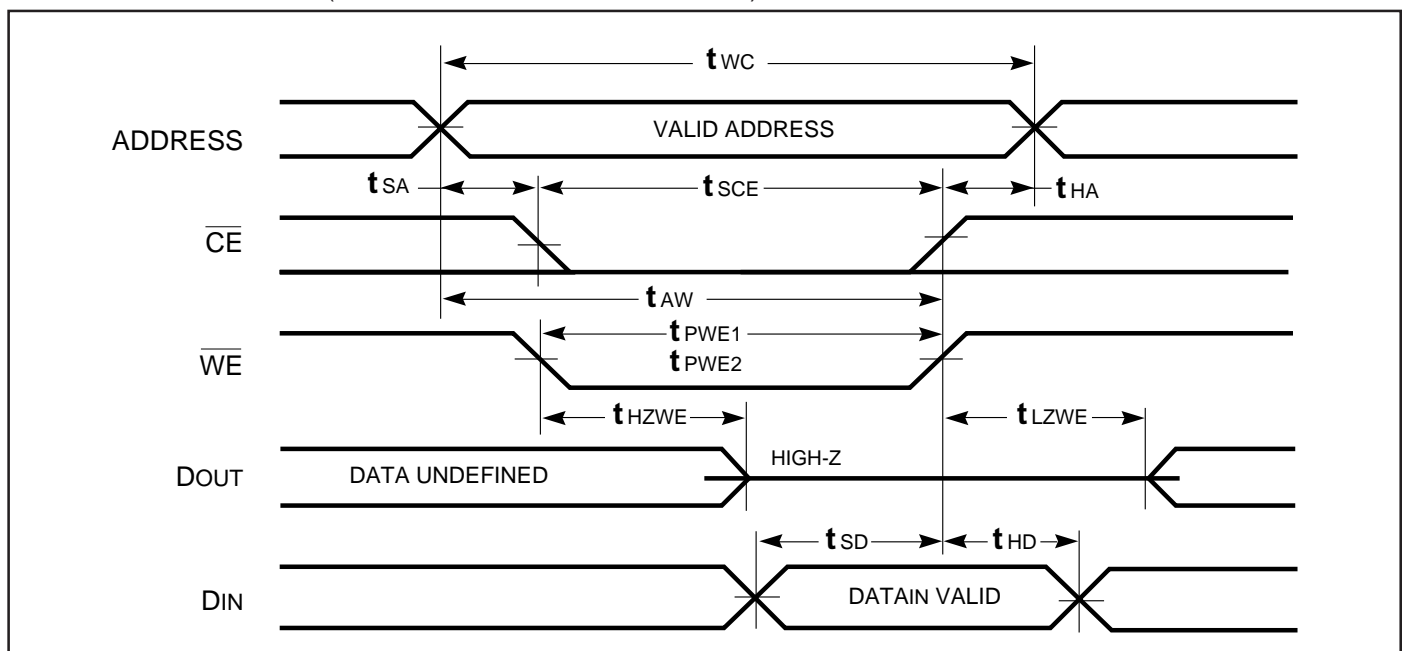 tWC
ADDRESS
VALID ADDRESS
tSA
tSCE
tHA
CE
tAW
tPWE1
WE
tPWE2
tHZWE
tLZWE
DOUT
DATA UNDEFINED
HIGH-Z
tSD
tHD
DIN
DATAIN VALID